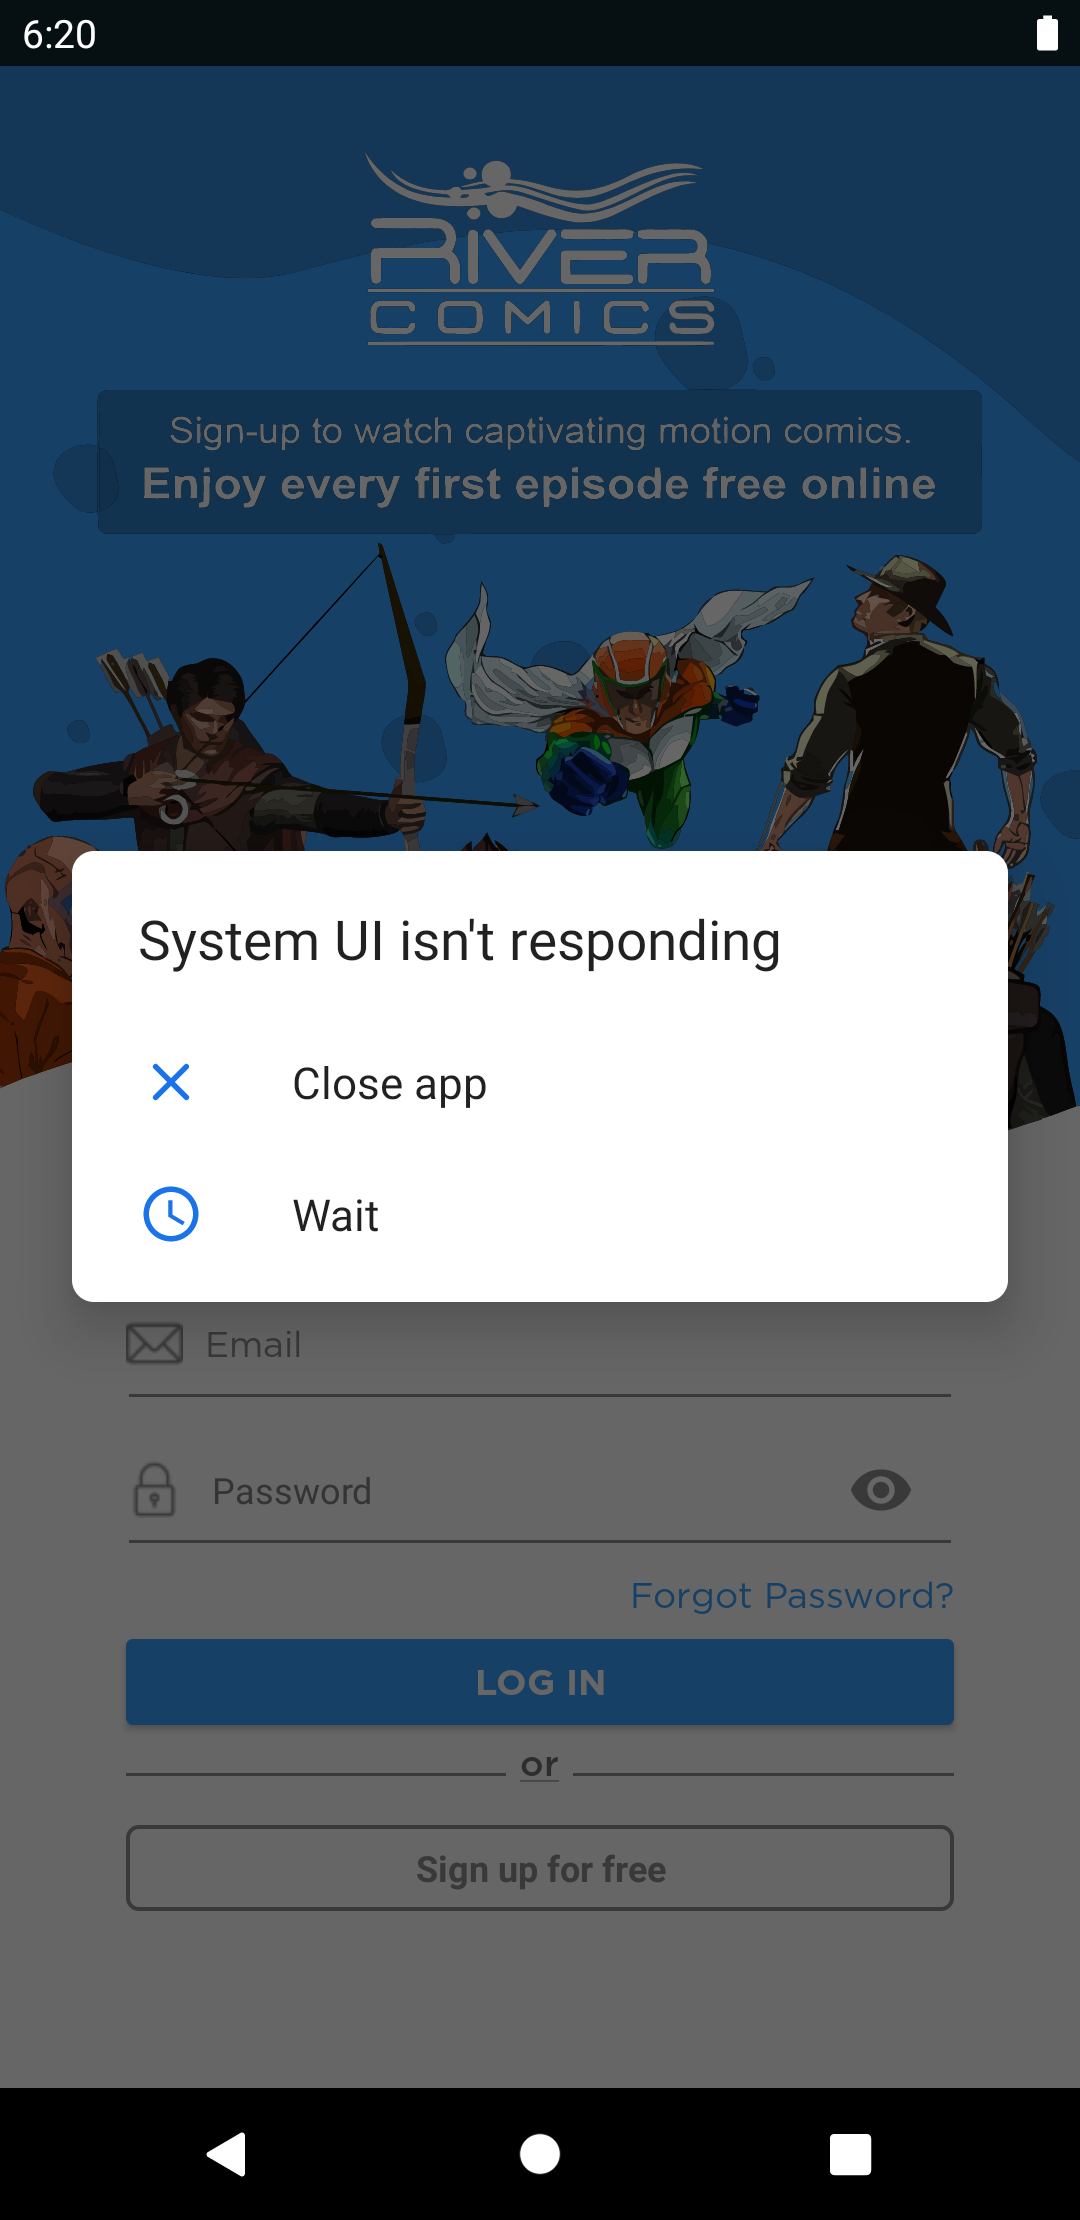 6:20
RIVER
COMICS
Sign-up to watch captivating motion comics.
Enjoy every first episode free online
System UI isn't responding
Close app
Wait
Email
Password
Forgot Password?
LOG IN
or
Sign up for free